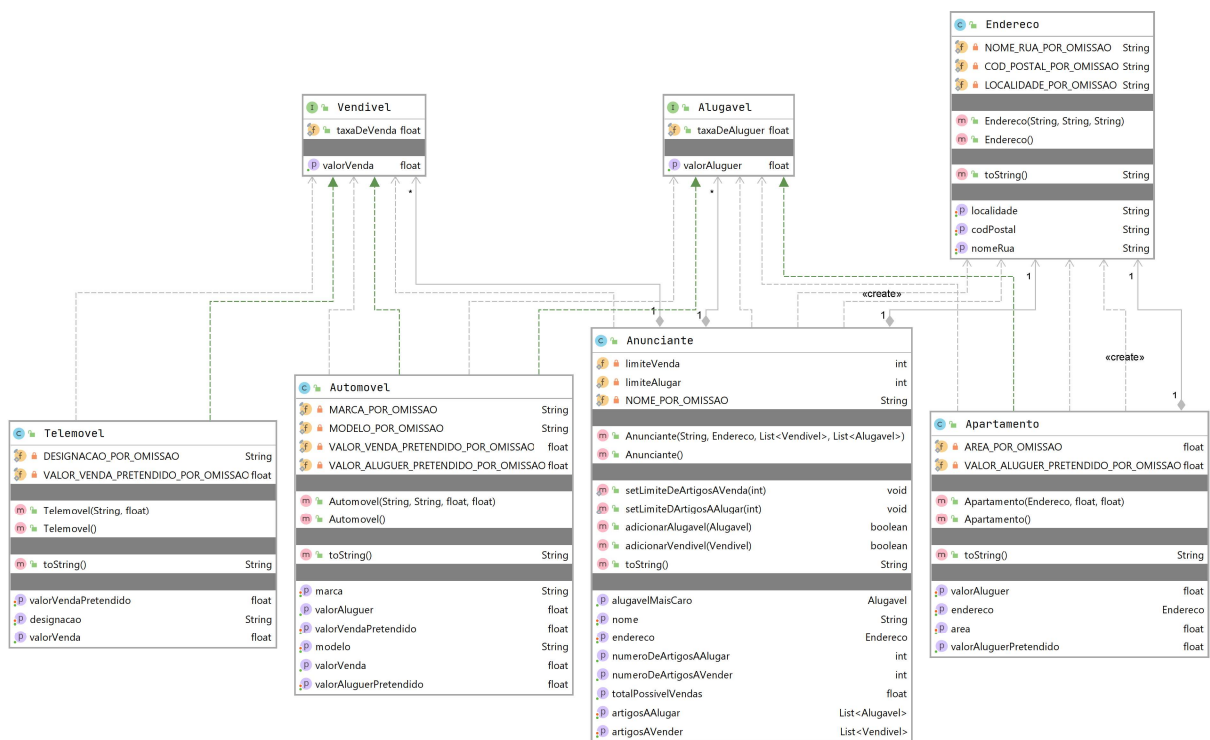 Endereco
NOME_RUA_POR_OMISSAO String
COD_POSTAL_POR_OMISSAO String
LOCALIDADE_POR_OMISSAO String
Endereco(String, String, String)
Endereco()
toString() String
localidade String
codPostal String
nomeRua String
Vendivel
taxaDeVenda float
valorVenda float
Alugavel
taxaDeAluguer float
valorAluguer float
*
*
1
1
«create»
«create»
1
1
1
1
Telemovel
DESIGNACAO_POR_OMISSAO String
VALOR_VENDA_PRETENDIDO_POR_OMISSAO float
Telemovel(String, float)
Telemovel()
toString() String
valorVendaPretendido float
designacao String
valorVenda float
Automovel
MARCA_POR_OMISSAO String
MODELO_POR_OMISSAO String
VALOR_VENDA_PRETENDIDO_POR_OMISSAO float
VALOR_ALUGUER_PRETENDIDO_POR_OMISSAO float
Automovel(String, String, float, float)
Automovel()
toString() String
marca String
valorAluguer float
valorVendaPretendido float
modelo String
valorVenda float
valorAluguerPretendido float
Anunciante
limiteVenda int
limiteAlugar int
NOME_POR_OMISSAO String
Anunciante(String, Endereco, List<Vendivel>, List<Alugavel>)
Anunciante()
setLimiteDeArtigosAVenda(int) void
setLimiteDArtigosAAlugar(int) void
adicionarAlugavel(Alugavel) boolean
adicionarVendivel(Vendivel) boolean
toString() String
alugavelMaisCaro Alugavel
nome String
endereco Endereco
numeroDeArtigosAAlugar int
numeroDeArtigosAVender int
totalPossivelVendas float
artigosAAlugar List<Alugavel>
artigosAVender List<Vendivel>
Apartamento
AREA_POR_OMISSAO float
VALOR_ALUGUER_PRETENDIDO_POR_OMISSAO float
Apartamento(Endereco, float, float)
Apartamento()
toString() String
valorAluguer float
endereco Endereco
area float
valorAluguerPretendido float